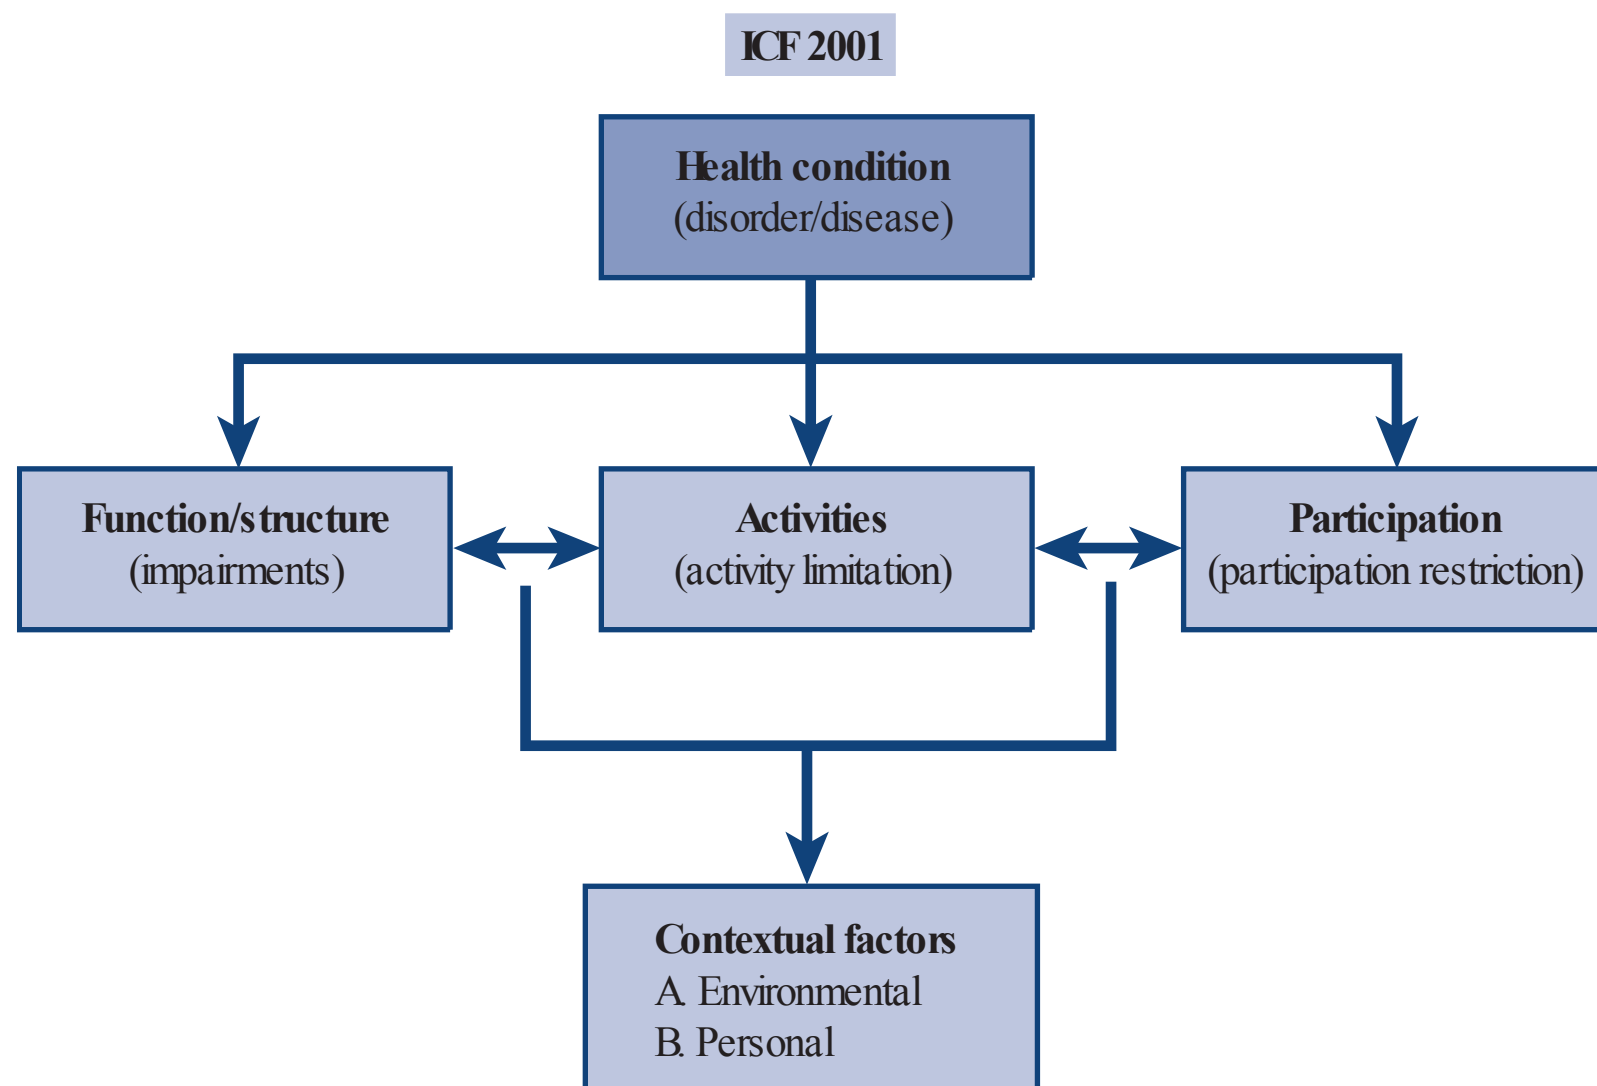 ICF 2001
Health condition
(disorder/disease)
Function/structure
(impairments)
Activities
(activity limitation)
Participation
(participation restriction)
Contextual factors
A. Environmental
B. Personal